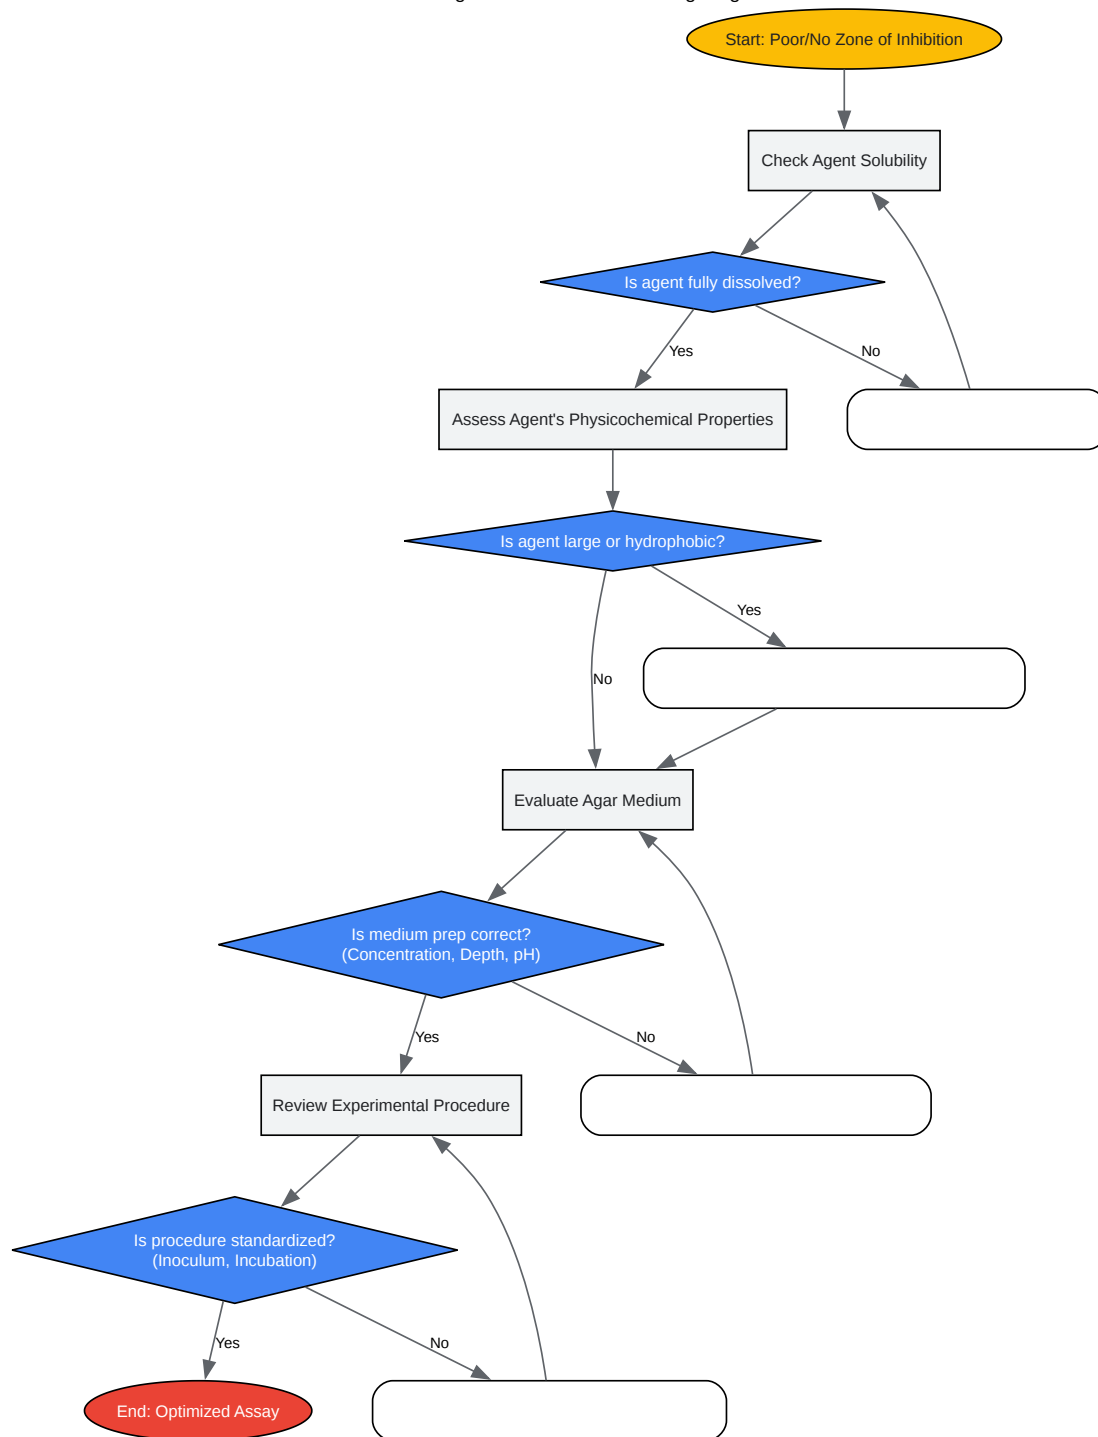 Start: Poor/No Zone of Inhibition
Check Agent Solubility
Is agent fully dissolved?
Yes
No
Assess Agent's Physicochemical Properties
Is agent large or hydrophobic?
Yes
No
Evaluate Agar Medium
Is medium prep correct?
(Concentration, Depth, pH)
Yes
No
Review Experimental Procedure
Is procedure standardized?
(Inoculum, Incubation)
Yes
No
End: Optimized Assay